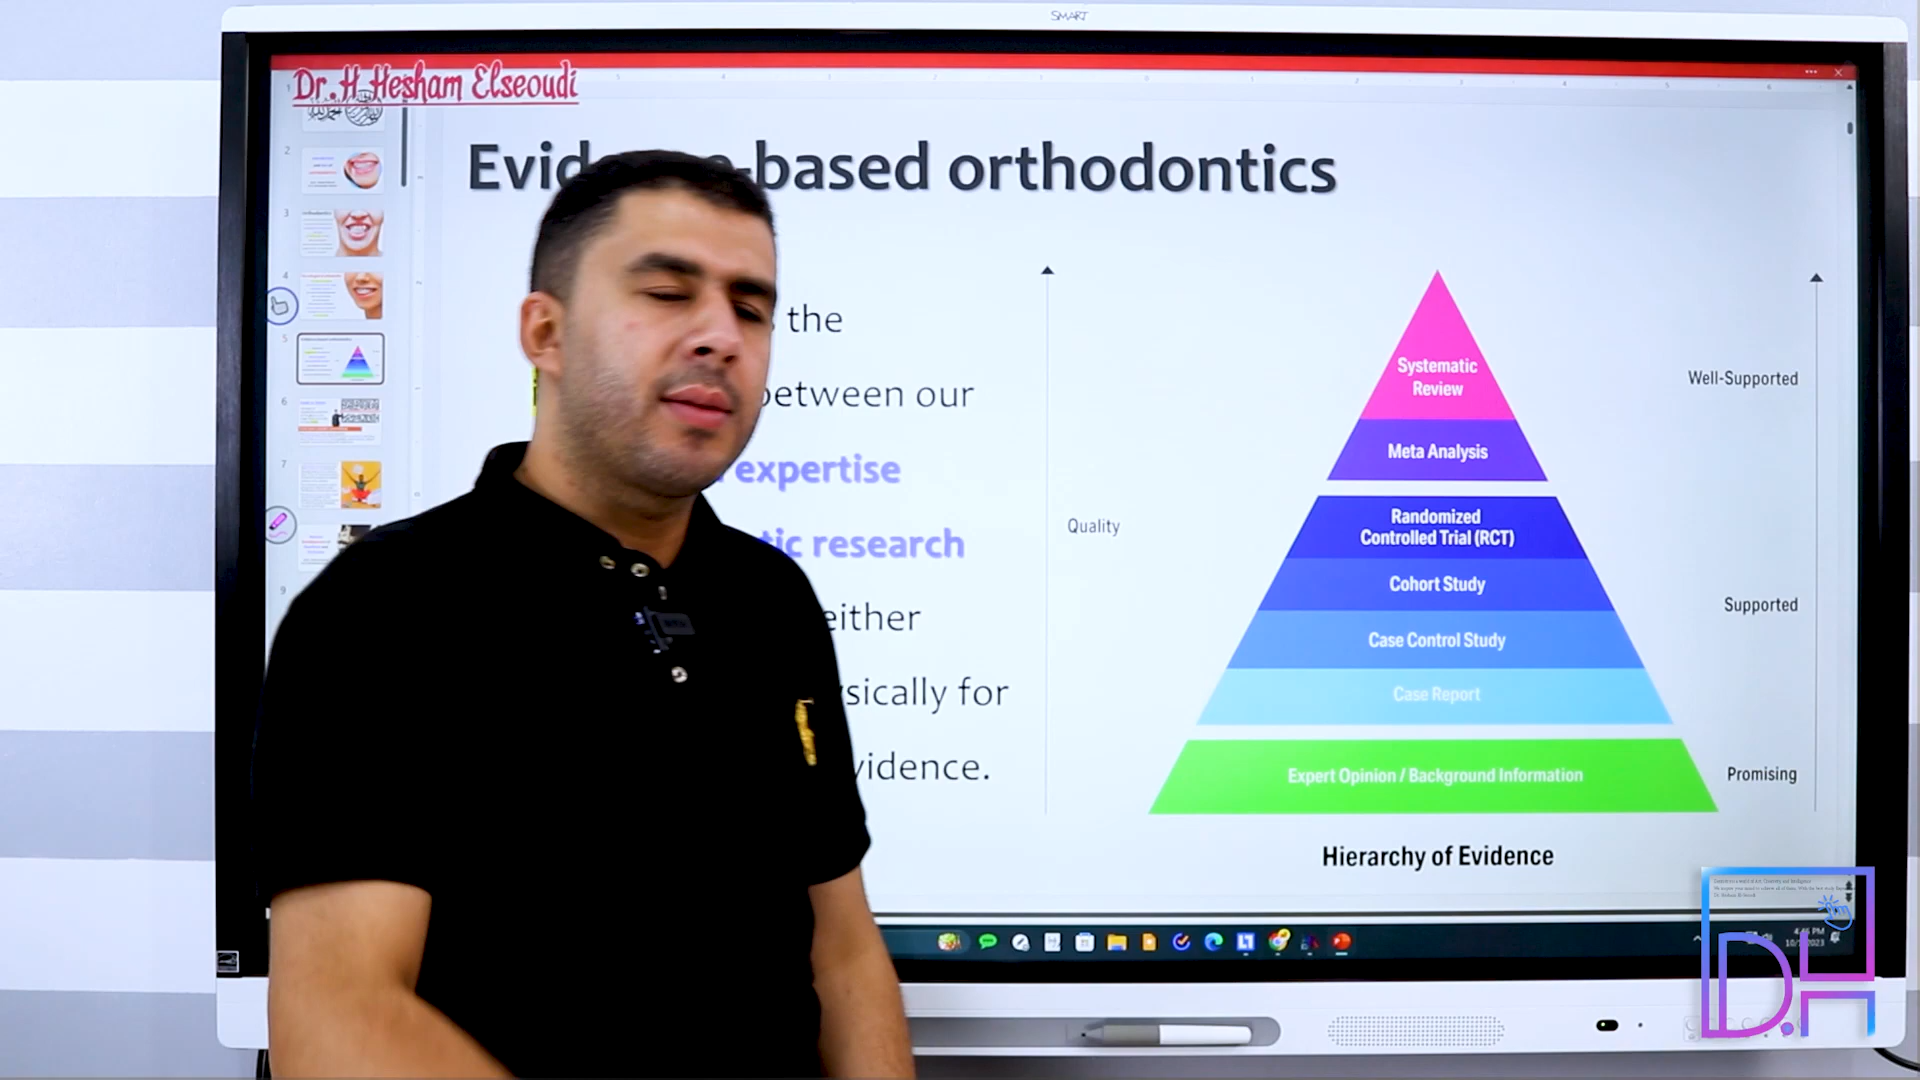 SMART
Dr.H Hesham Elseoudi
Evid -based orthodontics
the
between our
expertise
tic research
either
sically for
vidence.
Quality
Systematic
Review
Meta Analysis
Randomized
Controlled Trial (RCT)
Cohort Study
Case Control Study
Case Report
Expert Opinion / Background Information
Hierarchy of Evidence
Well-Supported
Supported
Promising
D.H